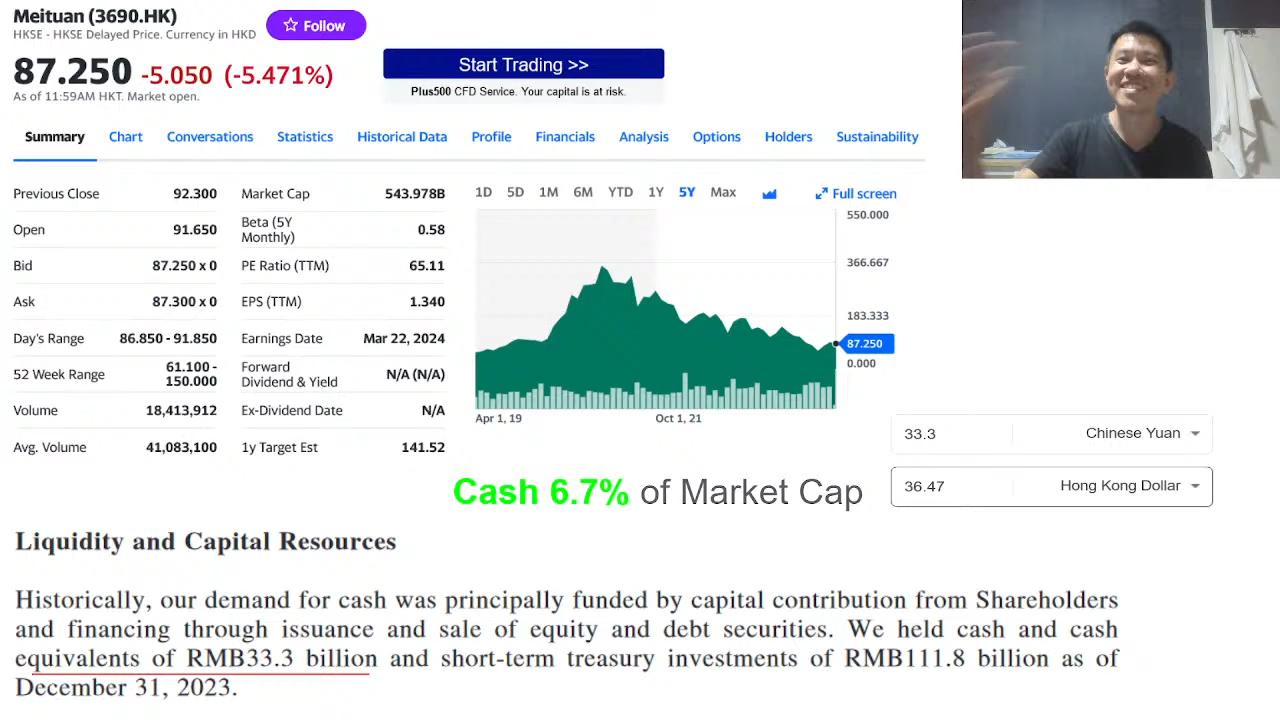 Meituan (3690.HK)
Follow
HKSE - HKSE Delayed Price. Currency in HKD
87.250 -5.050 (-5.471%)
As of 11:59AM HKT. Market open.
Start Trading >>
Plus500 CFD Service. Your capital is at risk.
Summary Chart Conversations Statistics Historical Data Profile Financials Analysis Options Holders Sustainability
Previous Close 92.300
Open 91.650
Bid 87.250 x 0
Ask 87.300 x 0
Day's Range 86.850 - 91.850
52 Week Range 61.100 -
150.000
Volume 18,413,912
Avg. Volume 41,083,100
Market Cap 543.978B
Beta (5Y
Monthly) 0.58
PE Ratio (TTM) 65.11
EPS (TTM) 1.340
Earnings Date Mar 22, 2024
Forward
Dividend & Yield N/A (N/A)
Ex-Dividend Date N/A
1y Target Est 141.52
1D 5D 1M 6M YTD 1Y 5Y Max Full screen
550.000
366.667
183.333
87.250
0.000
Apr 1, 19 Oct 1, 21
33.3 Chinese Yuan
36.47 Hong Kong Dollar
Cash 6.7% of Market Cap
Liquidity and Capital Resources
Historically, our demand for cash was principally funded by capital contribution from Shareholders
and financing through issuance and sale of equity and debt securities. We held cash and cash
equivalents of RMB33.3 billion and short-term treasury investments of RMB111.8 billion as of
December 31, 2023.